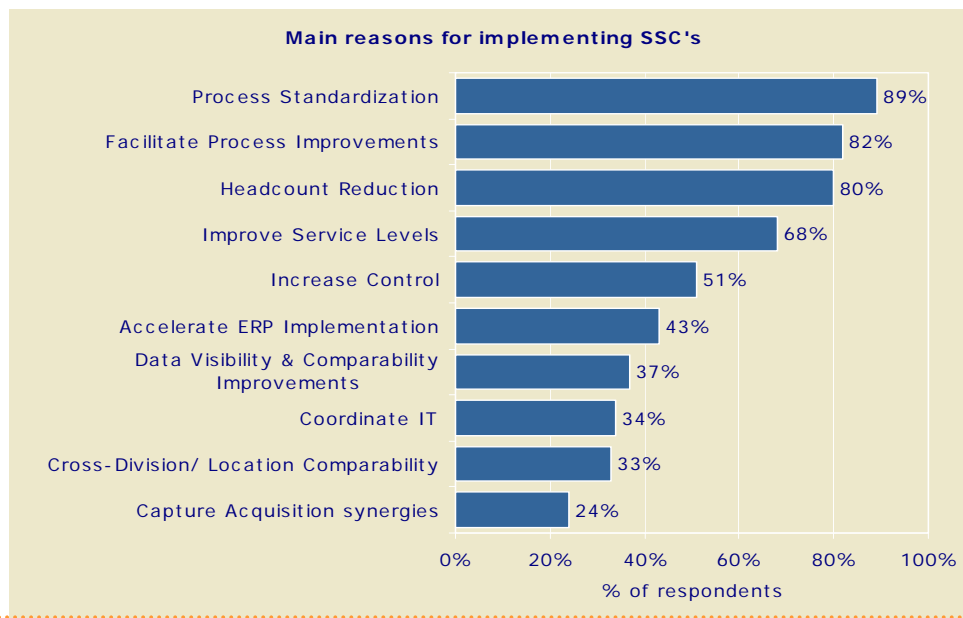 Main reasons for implementing SSC's
Process Standardization
89%
Facilitate Process Improvements
82%
Headcount Reduction
80%
Improve Service Levels
68%
Increase Control
51%
Accelerate ERP Implementation
43%
Data Visibility & Comparability
Improvements
37%
Coordinate IT
34%
Cross-Division/ Location Comparability
33%
Capture Acquisition synergies
24%
0% 20% 40% 60% 80% 100%
% of respondents